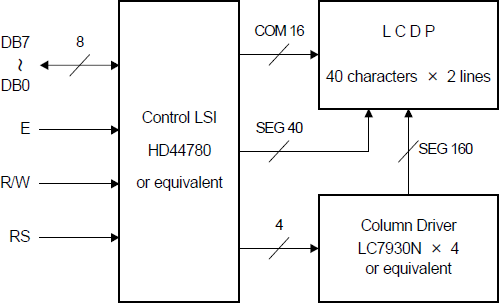 DB7
~
DB0
8
E
R/W
RS
Control LSI
HD44780
or equivalent
COM 16
SEG 40
4
L C D P
40 characters × 2 lines
SEG 160
Column Driver
LC7930N × 4
or equivalent